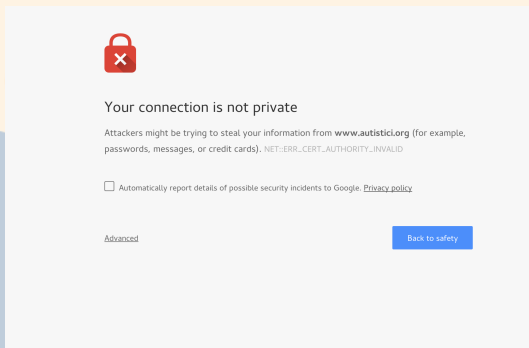 Your connection is not private
Attackers might be trying to steal your information from www.autistici.org (for example,
passwords, messages, or credit cards). NET::ERR_CERT_AUTHORITY_INVALID
Automatically report details of possible security incidents to Google. Privacy policy
Advanced
Back to safety